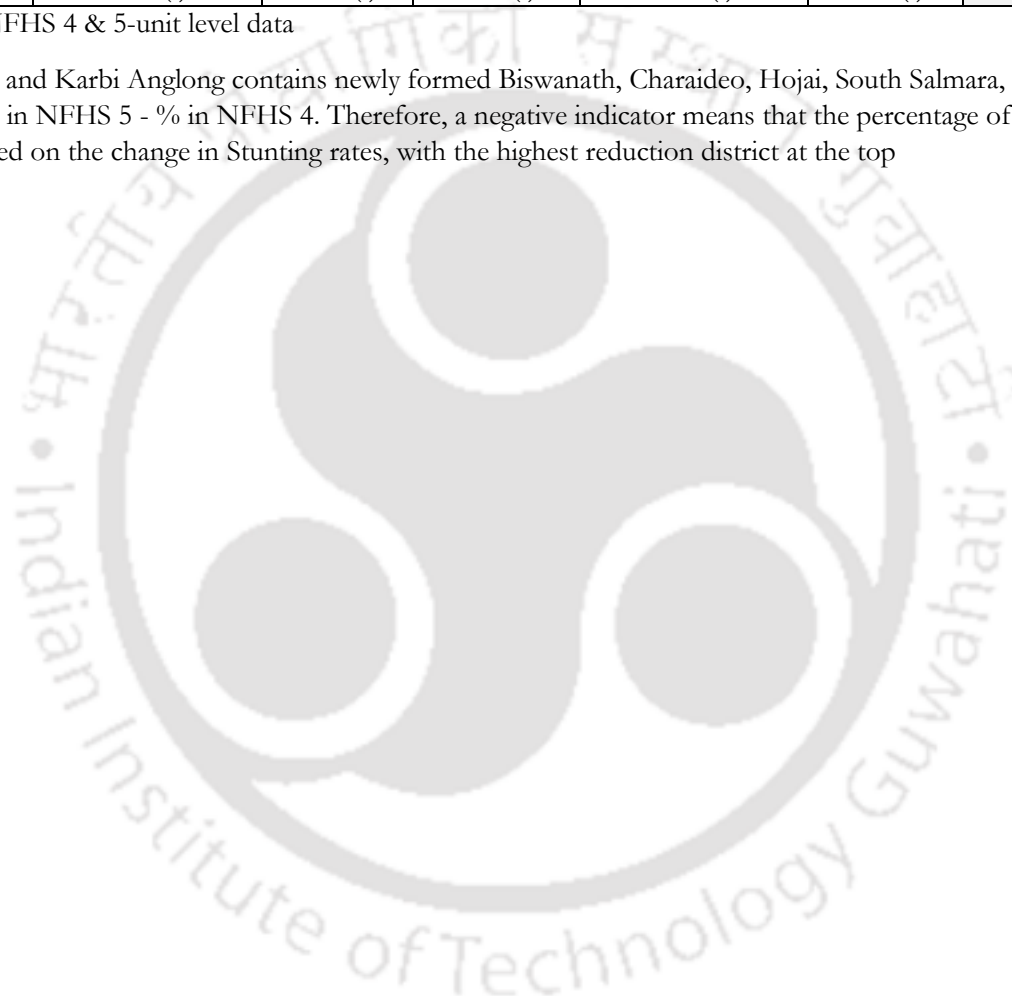 NFHS 4 & 5-unit level data
and Karbi Anglong contains newly formed Biswanath, Charaideo, Hojai, South Salmara,
in NFHS 5 - % in NFHS 4. Therefore, a negative indicator means that the percentage of
ed on the change in Stunting rates, with the highest reduction district at the top
भारतीय प्रौद्योगिकी संस्थान गुवाहाटी
Indian Institute of Technology Guwahati